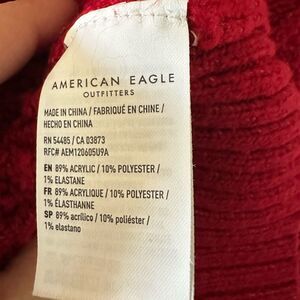 AMERICAN EAGLE
OUTFITTERS
MADE IN CHINA / FABRIQUÉ EN CHINE /
HECHO EN CHINA
RN 54485 / CA 03873
RFC# AEM120605U9A
EN 89% ACRYLIC / 10% POLYESTER /
1% ELASTANE
FR 89% ACRYLIQUE / 10% POLYESTER /
1% ÉLASTHANNE
SP 89% acrílico / 10% poliéster /
1% elastano